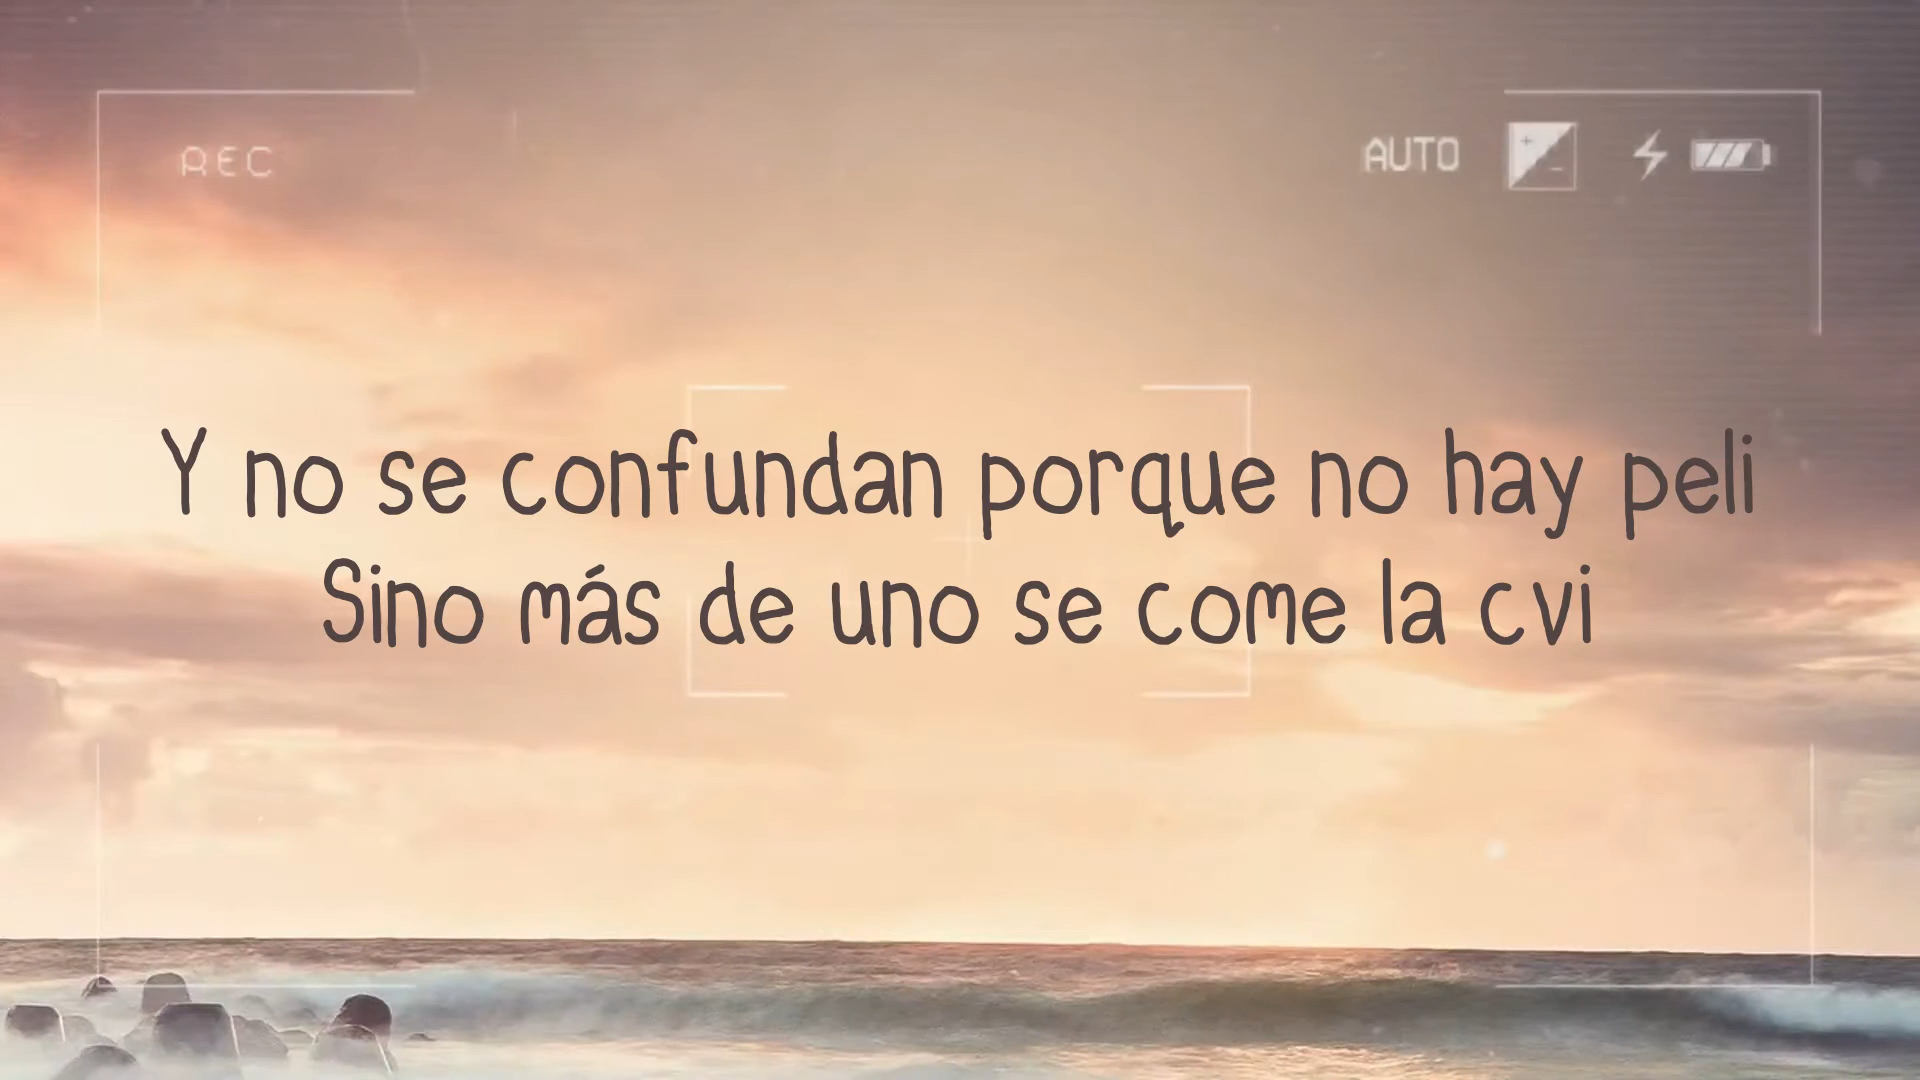 REC
AUTO
Y no se confundan porque no hay peli
Sino más de uno se come la cvi